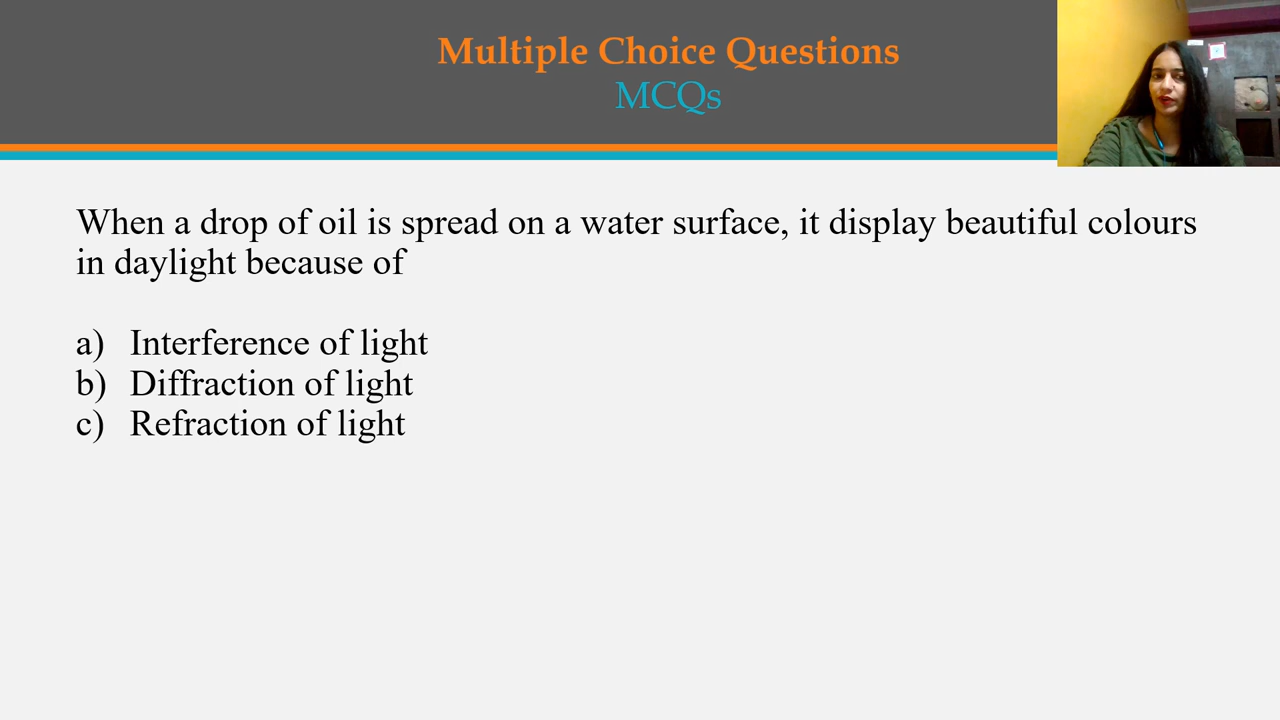 Multiple Choice Questions
MCQs
When a drop of oil is spread on a water surface, it display beautiful colours
in daylight because of
a) Interference of light
b) Diffraction of light
c) Refraction of light